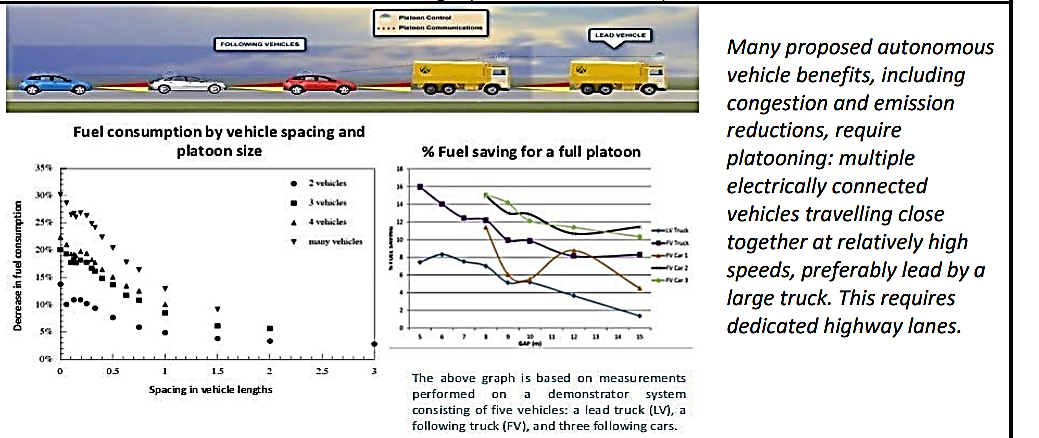 Platoon Control
Platoon Communications
FOLLOWING VEHICLES
LEAD VEHICLE
Many proposed autonomous
vehicle benefits, including
congestion and emission
reductions, require
platooning: multiple
electrically connected
vehicles travelling close
together at relatively high
speeds, preferably lead by a
large truck. This requires
dedicated highway lanes.
Fuel consumption by vehicle spacing and
platoon size
35%
30%
25%
20%
15%
10%
5%
0%
Decrease in fuel consumption
2 vehicles
3 vehicles
4 vehicles
many vehicles
0 0.5 1 1.5 2 2.5 3
Spacing in vehicle lengths
% Fuel saving for a full platoon
18
16
14
12
10
8
6
4
2
0
LV Truck
FV Truck
FV Car 1
FV Car 2
FV Car 3
5 6 7 8 9 10 11 12 13 14 15
GAP (m)
The above graph is based on measurements
performed on a demonstrator system
consisting of five vehicles: a lead truck (LV), a
following truck (FV), and three following cars.